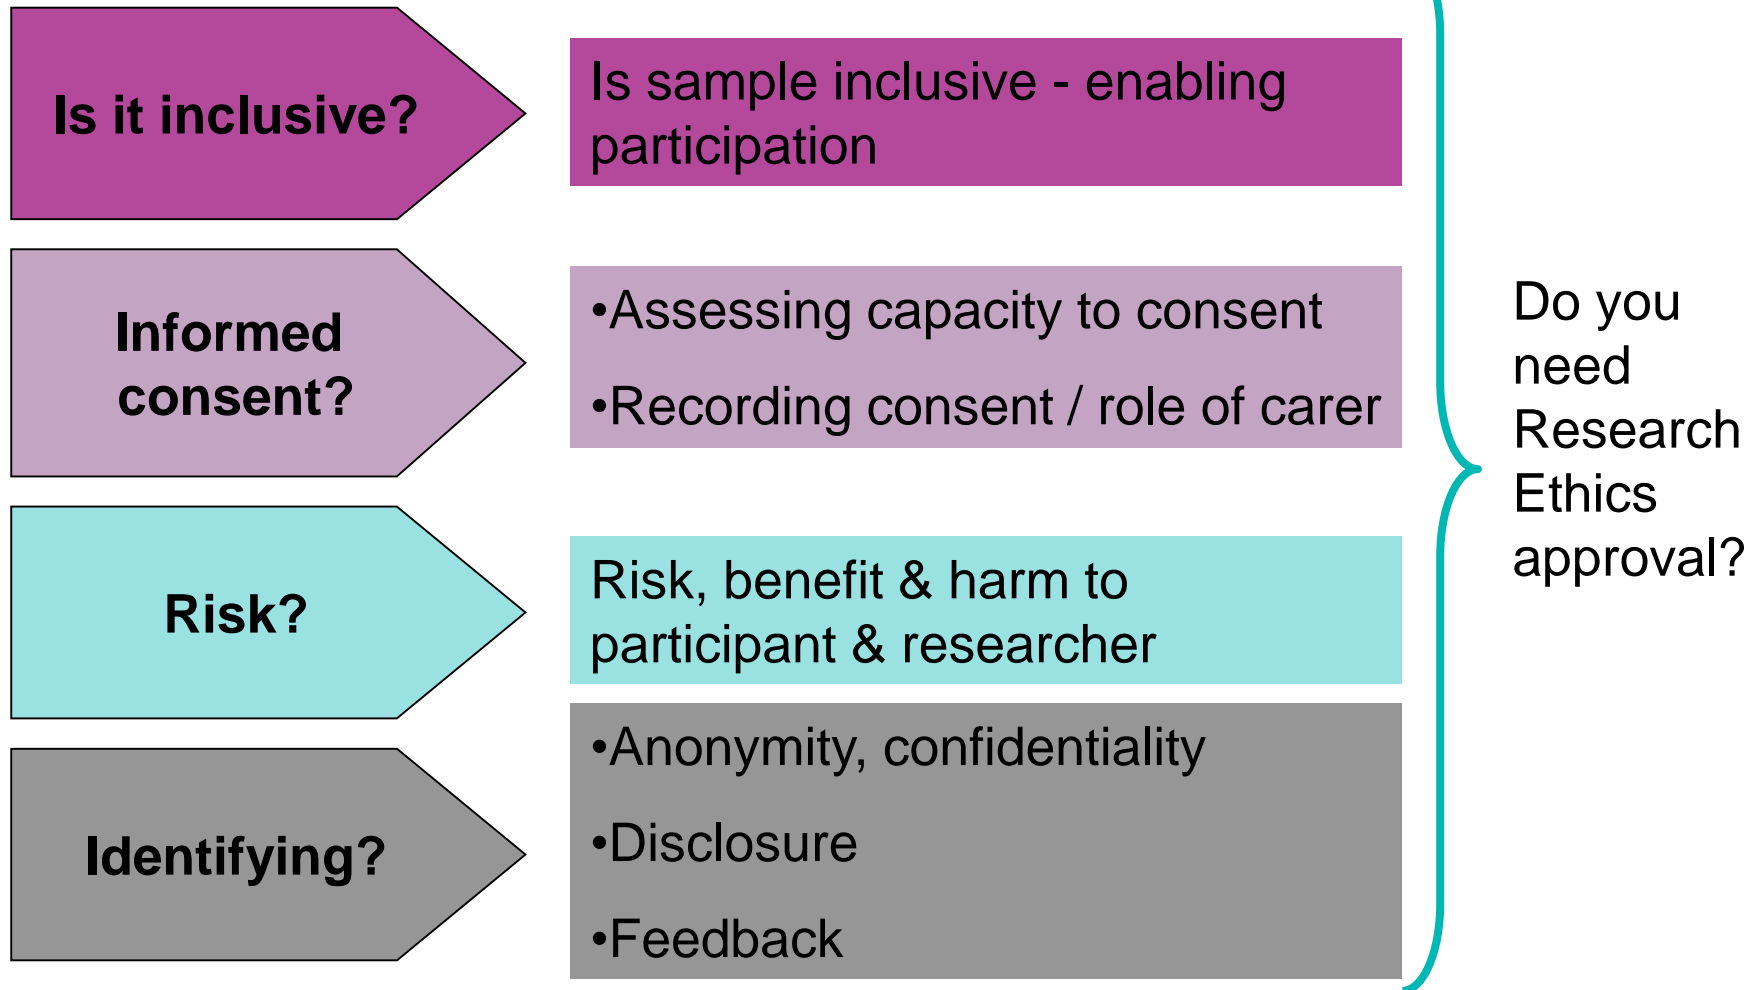 Is it inclusive?
Is sample inclusive - enabling
participation
Informed
consent?
•Assessing capacity to consent
•Recording consent / role of carer
Risk?
Risk, benefit & harm to
participant & researcher
Identifying?
•Anonymity, confidentiality
•Disclosure
•Feedback
Do you
need
Research
Ethics
approval?